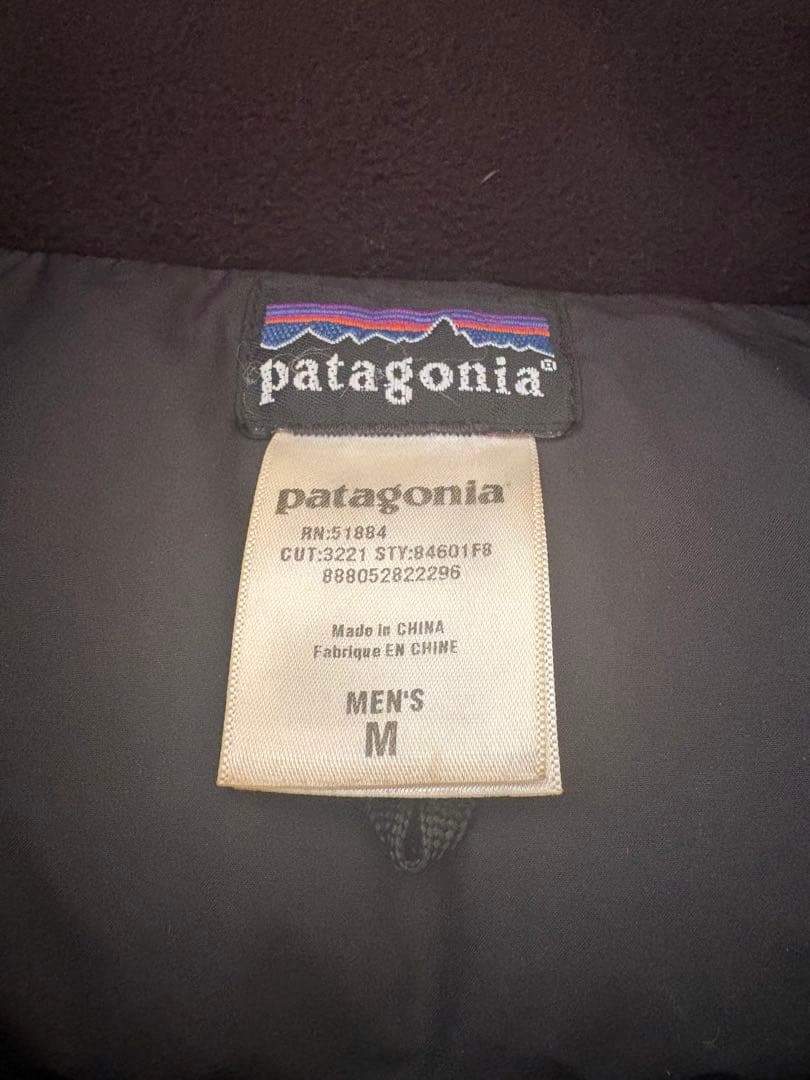 patagonia®
patagonia
RN:51884
CUT:3221 STY:84601F8
888052822296
Made in CHINA
Fabrique EN CHINE
MEN'S
M